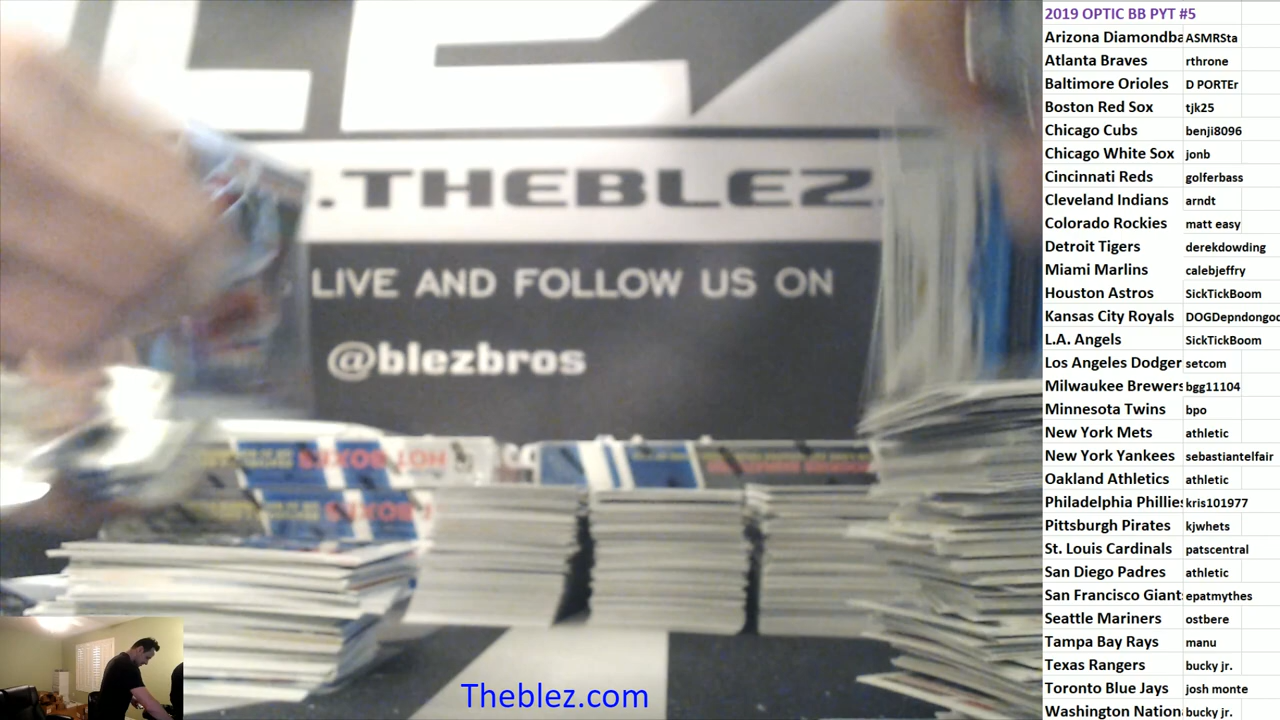 .THEBLEZ
LIVE AND FOLLOW US ON
@blezbros
HOT BOXES
Theblez.com
2019 OPTIC BB PYT #5
Arizona Diamondba ASMRSta
Atlanta Braves rthrone
Baltimore Orioles D PORTEr
Boston Red Sox tjk25
Chicago Cubs benji8096
Chicago White Sox jonb
Cincinnati Reds golferbass
Cleveland Indians arndt
Colorado Rockies matt easy
Detroit Tigers derekdowding
Miami Marlins calebjeffry
Houston Astros SickTickBoom
Kansas City Royals DOGDepndongod
L.A. Angels SickTickBoom
Los Angeles Dodger setcom
Milwaukee Brewers bgg11104
Minnesota Twins bpo
New York Mets athletic
New York Yankees sebastiantelfair
Oakland Athletics athletic
Philadelphia Phillies kris101977
Pittsburgh Pirates kjwhets
St. Louis Cardinals patscentral
San Diego Padres athletic
San Francisco Giant epatmythes
Seattle Mariners ostbere
Tampa Bay Rays manu
Texas Rangers bucky jr.
Toronto Blue Jays josh monte
Washington Nation bucky jr.